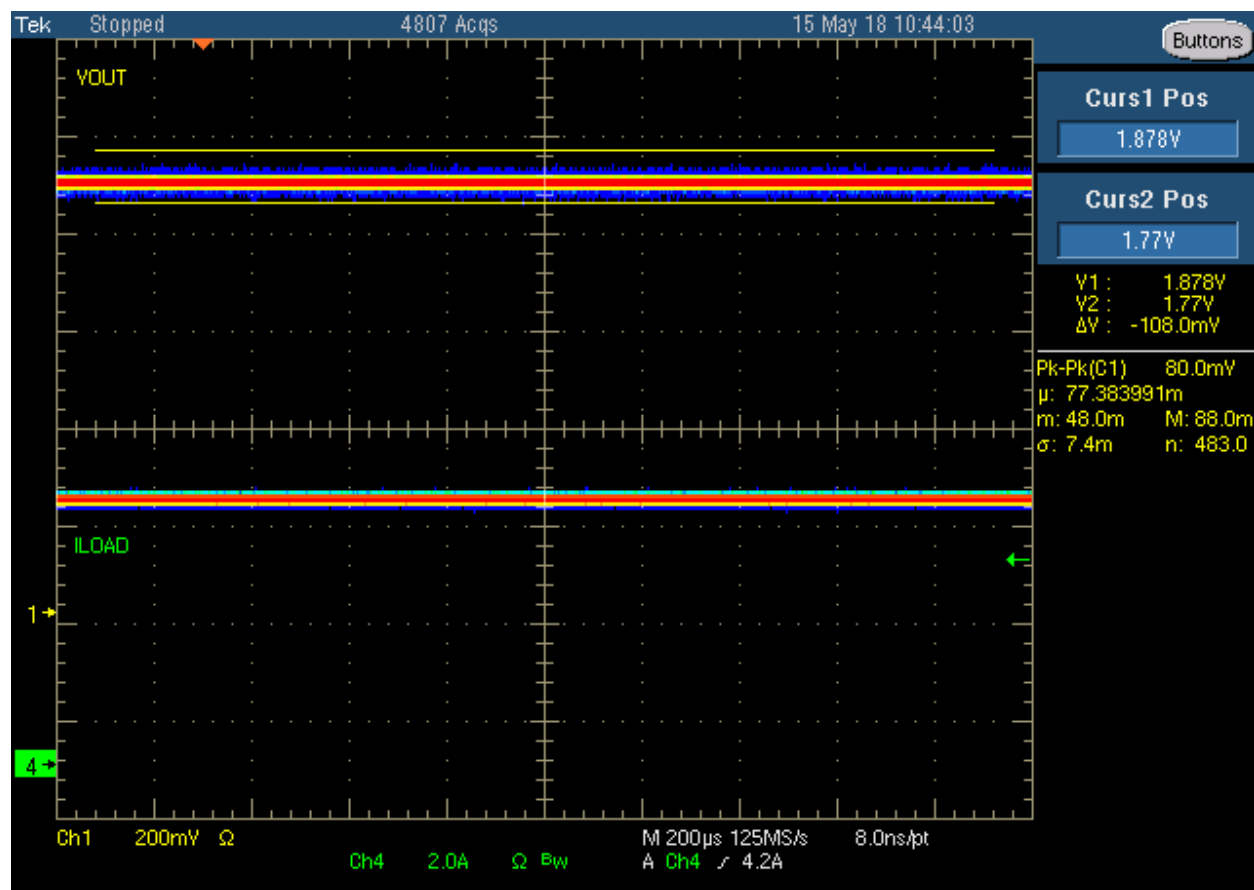 Tek Stopped 4807 Acqs 15 May 18 10:44:03
Buttons
VOUT
Curs1 Pos
1.878V
Curs2 Pos
1.77V
V1 : 1.878V
V2 : 1.77V
ΔV : -108.0mV
Pk-Pk(C1) 80.0mV
µ: 77.383991m
m: 48.0m M: 88.0m
σ: 7.4m n: 483.0
ILOAD
1
4
Ch1 200mV Ω M 200µs 125MS/s 8.0ns/pt
Ch4 2.0A Ω Bw A Ch4 ⌿ 4.2A